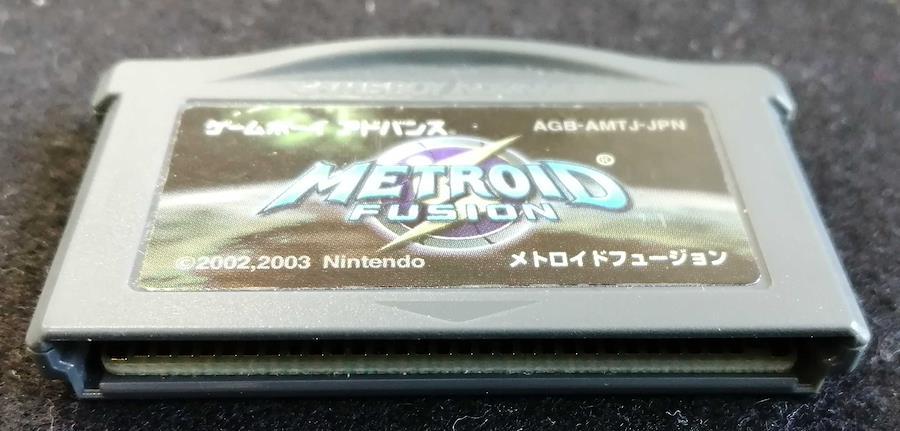 ゲームボーイ アドバンス
AGB-AMTJ-JPN
METROID®
FUSION
©2002,2003 Nintendo
メトロイドフュージョン